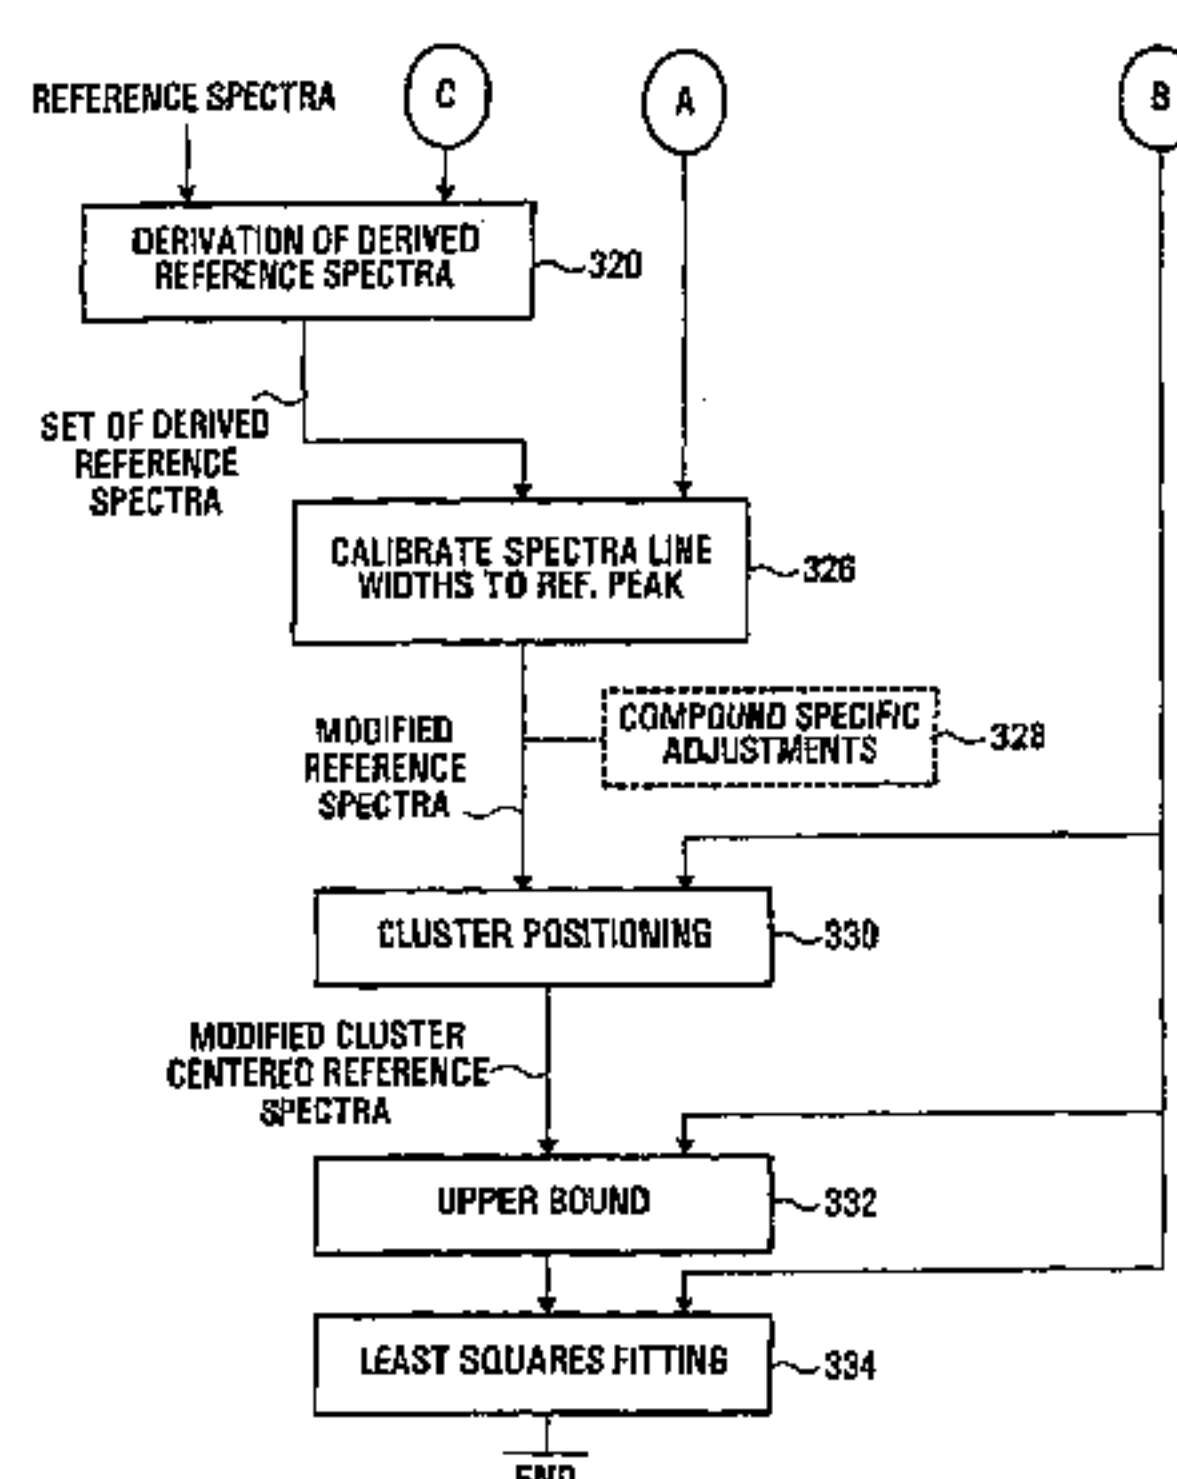 REFERENCE SPECTRA
C
A
B
DERIVATION OF DERIVED
REFERENCE SPECTRA
320
SET OF DERIVED
REFERENCE
SPECTRA
CALIBRATE SPECTRA LINE
WIDTHS TO REF. PEAK
326
MODIFIED
REFERENCE
SPECTRA
COMPOUND SPECIFIC
ADJUSTMENTS
328
CLUSTER POSITIONING
330
MODIFIED CLUSTER
CENTERED REFERENCE
SPECTRA
UPPER BOUND
332
LEAST SQUARES FITTING
334
END